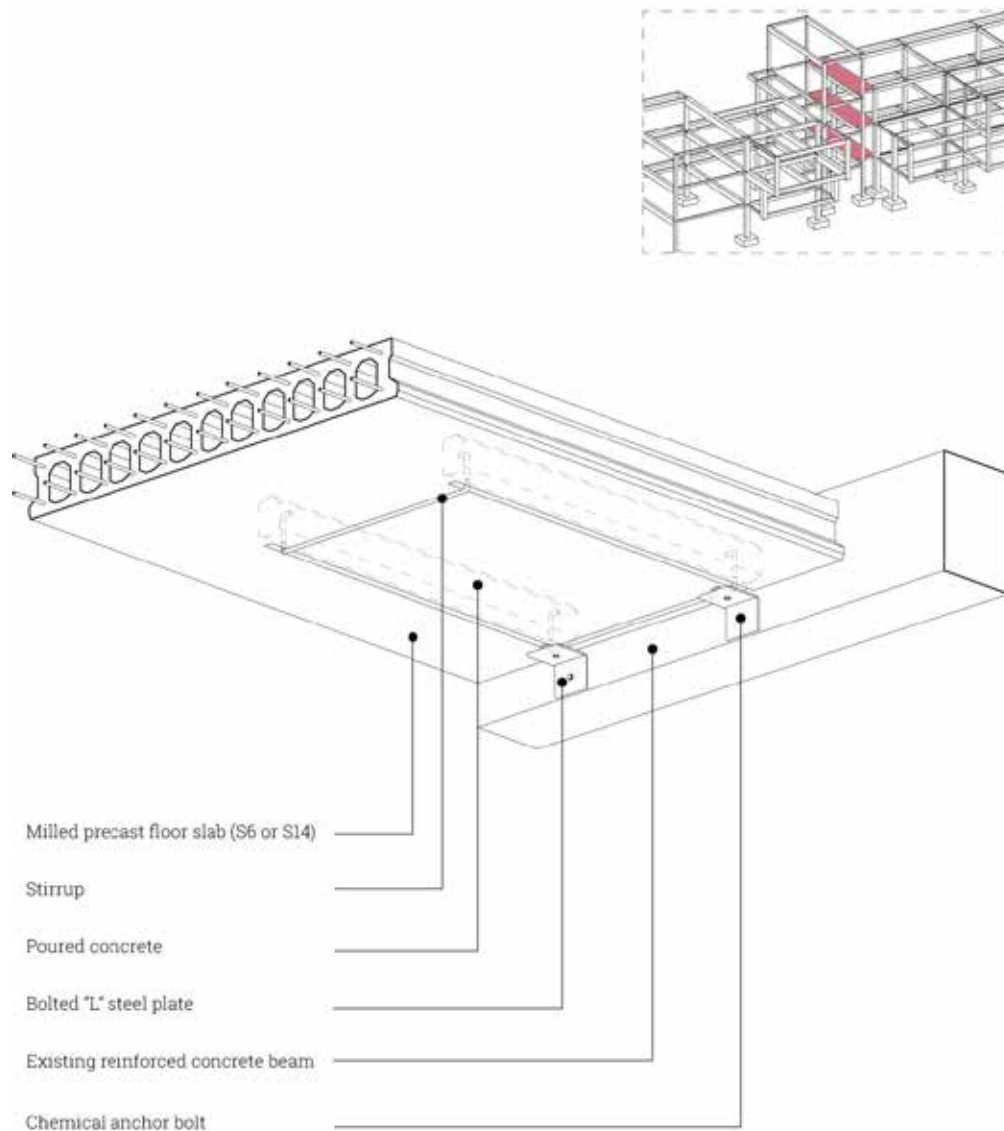 Milled precast floor slab (S6 or S14)
Stirrup
Poured concrete
Bolted "L" steel plate
Existing reinforced concrete beam
Chemical anchor bolt